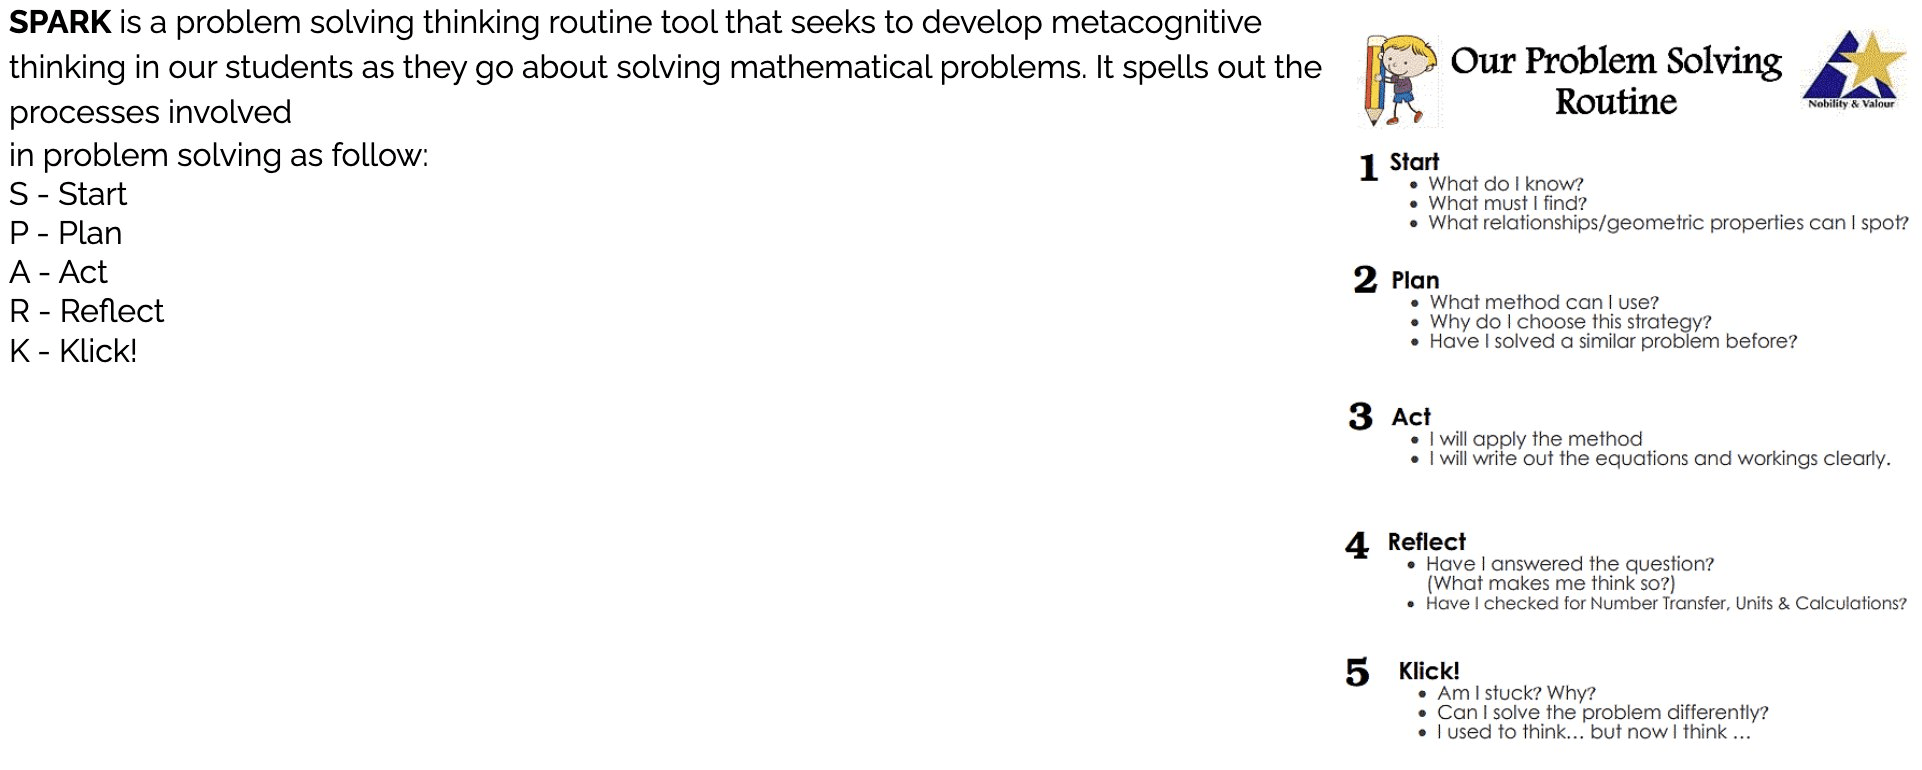 SPARK is a problem solving thinking routine tool that seeks to develop metacognitive
thinking in our students as they go about solving mathematical problems. It spells out the
processes involved
in problem solving as follow:
S - Start
P - Plan
A - Act
R - Reflect
K - Klick!
Our Problem Solving
Routine
Nobility & Valour
1 Start
• What do I know?
• What must I find?
• What relationships/geometric properties can I spot?
2 Plan
• What method can I use?
• Why do I choose this strategy?
• Have I solved a similar problem before?
3 Act
• I will apply the method
• I will write out the equations and workings clearly.
4 Reflect
• Have I answered the question?
(What makes me think so?)
• Have I checked for Number Transfer, Units & Calculations?
5 Klick!
• Am I stuck? Why?
• Can I solve the problem differently?
• I used to think... but now I think ...